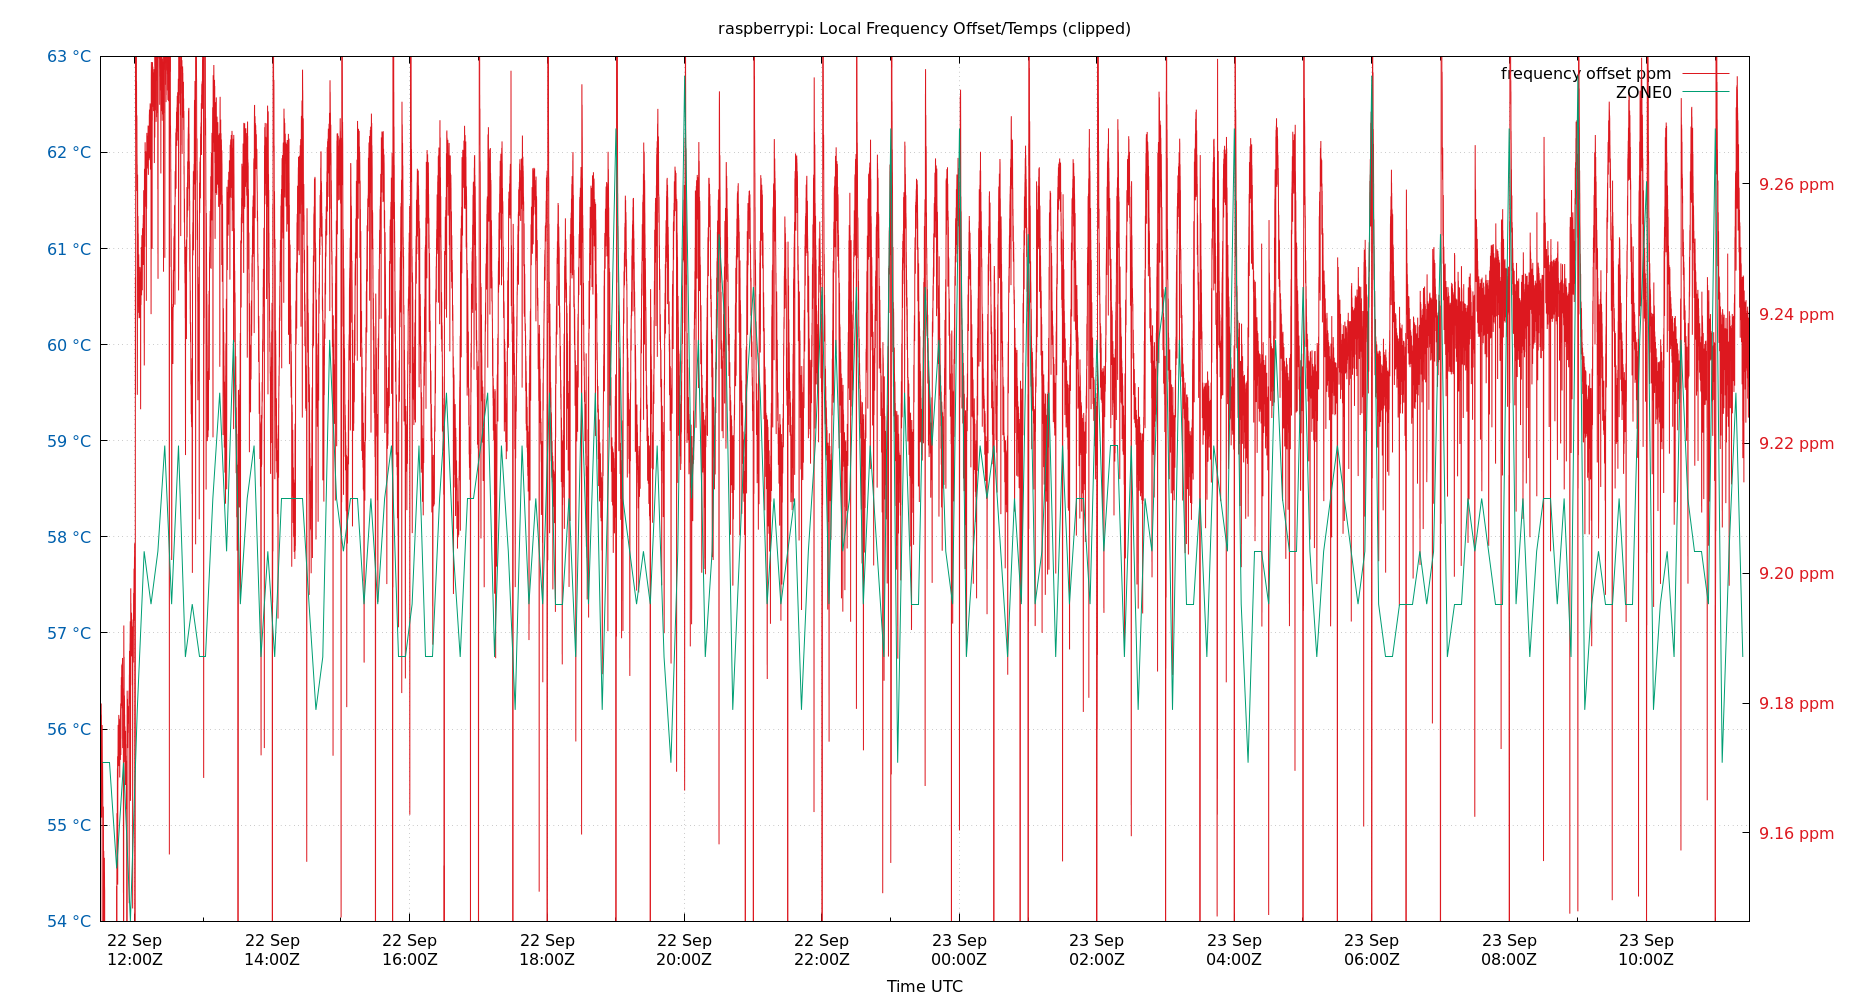 raspberrypi: Local Frequency Offset/Temps (clipped)
frequency offset ppm
ZONE0
63 °C
62 °C
61 °C
60 °C
59 °C
58 °C
57 °C
56 °C
55 °C
54 °C
9.26 ppm
9.24 ppm
9.22 ppm
9.20 ppm
9.18 ppm
9.16 ppm
22 Sep
12:00Z
22 Sep
14:00Z
22 Sep
16:00Z
22 Sep
18:00Z
22 Sep
20:00Z
22 Sep
22:00Z
23 Sep
00:00Z
23 Sep
02:00Z
23 Sep
04:00Z
23 Sep
06:00Z
23 Sep
08:00Z
23 Sep
10:00Z
Time UTC